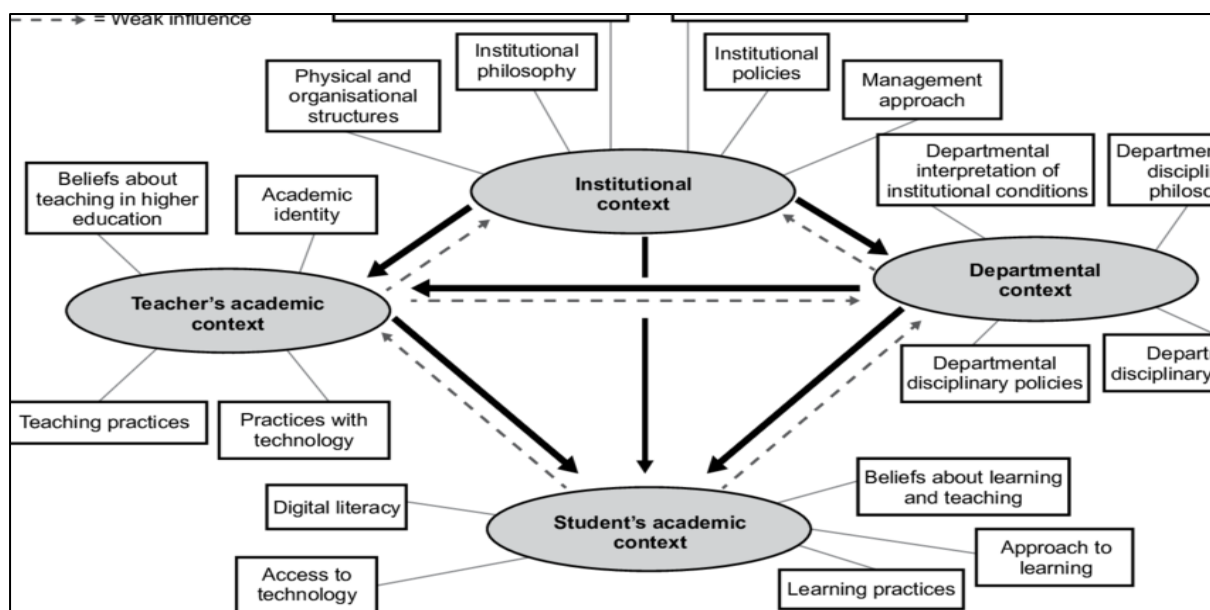 = Weak influence
Institutional
philosophy
Institutional
policies
Physical and
organisational
structures
Management
approach
Departmental
interpretation of
institutional conditions
Beliefs about
teaching in higher
education
Academic
identity
Institutional
context
Teacher's academic
context
Departmental
context
Departmental
disciplinary policies
Teaching practices
Practices with
technology
Beliefs about learning
and teaching
Digital literacy
Student's academic
context
Approach to
learning
Access to
technology
Learning practices